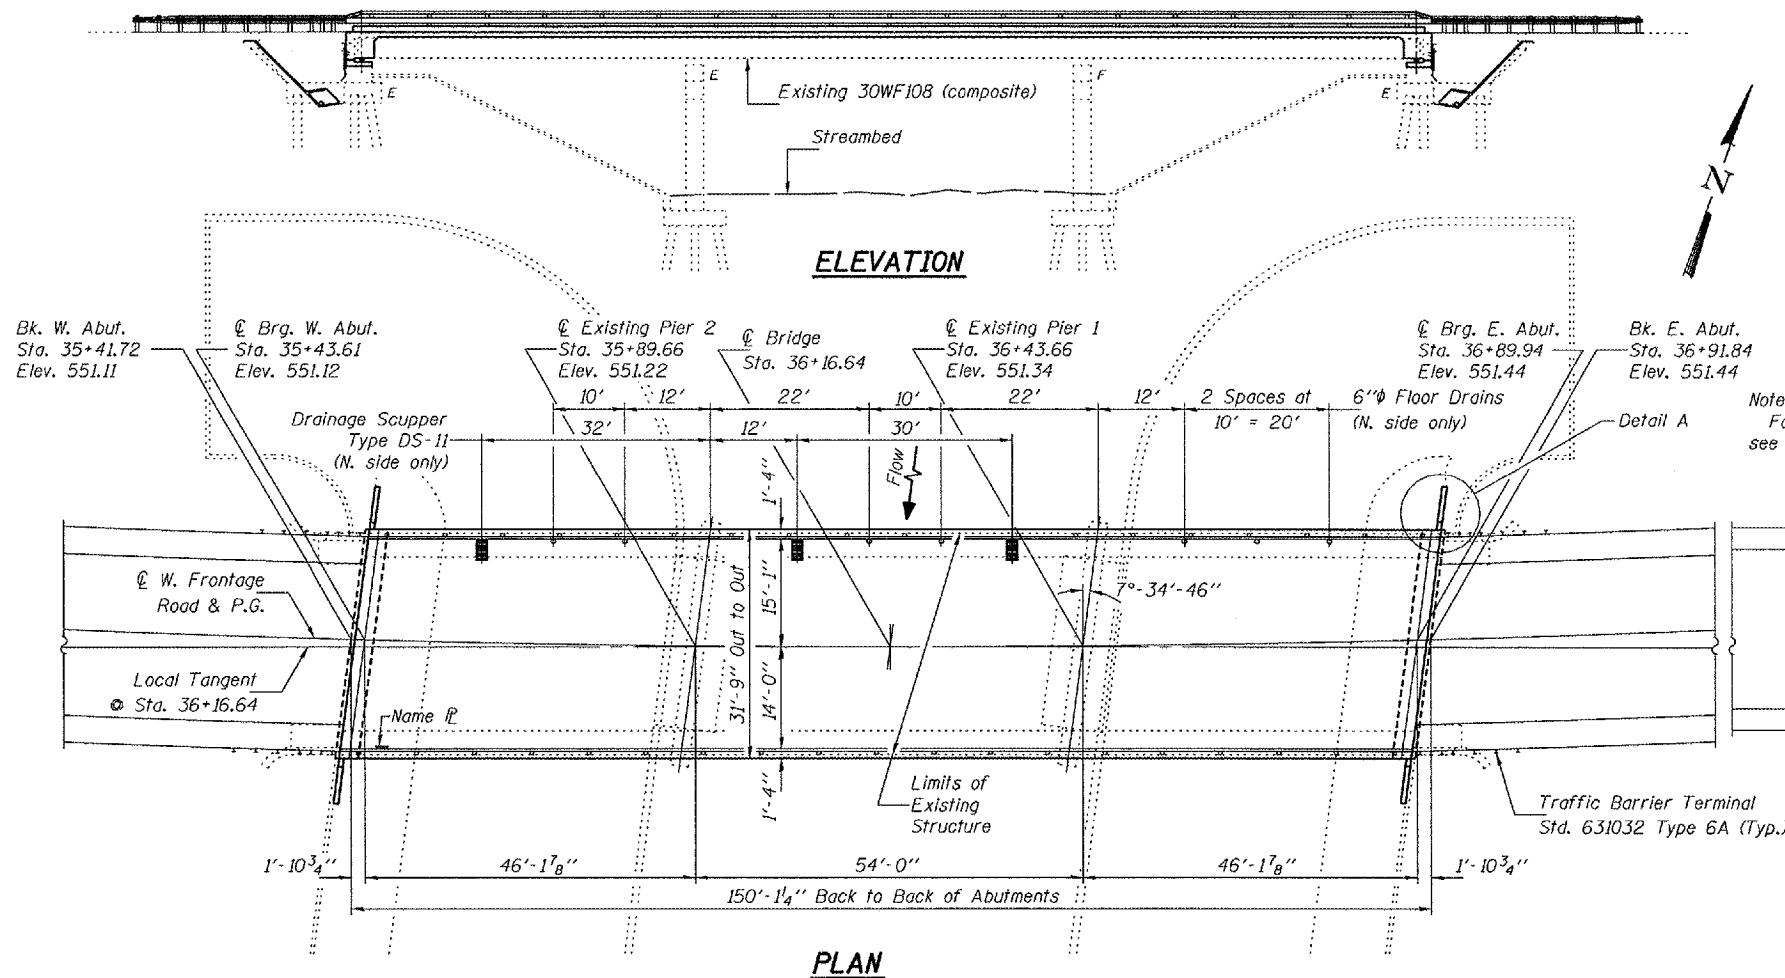 E
E
F
E
Existing 30WF108 (composite)
Streambed
N
ELEVATION
Bk. W. Abut.
Sta. 35+41.72
Elev. 551.11
℄ Brg. W. Abut.
Sta. 35+43.61
Elev. 551.12
℄ Existing Pier 2
Sta. 35+89.66
Elev. 551.22
℄ Bridge
Sta. 36+16.64
℄ Existing Pier 1
Sta. 36+43.66
Elev. 551.34
℄ Brg. E. Abut.
Sta. 36+89.94
Elev. 551.44
Bk. E. Abut.
Sta. 36+91.84
Elev. 551.44
10'
12'
22'
10'
22'
12'
2 Spaces at
10' = 20'
6"φ Floor Drains
(N. side only)
Note
Fo
see
Detail A
Drainage Scupper
Type DS-11
(N. side only)
32'
12'
30'
Flow
1'-4"
℄ W. Frontage
Road & P.G.
Local Tangent
@ Sta. 36+16.64
Name ℙL
31'-9" Out to Out
15'-1"
14'-0"
1'-4"
7°-34'-46"
Limits of
Existing
Structure
Traffic Barrier Terminal
Std. 631032 Type 6A (Typ.)
1'-10¾"
46'-1⅞"
54'-0"
46'-1⅞"
1'-10¾"
150'-1¼" Back to Back of Abutments
PLAN